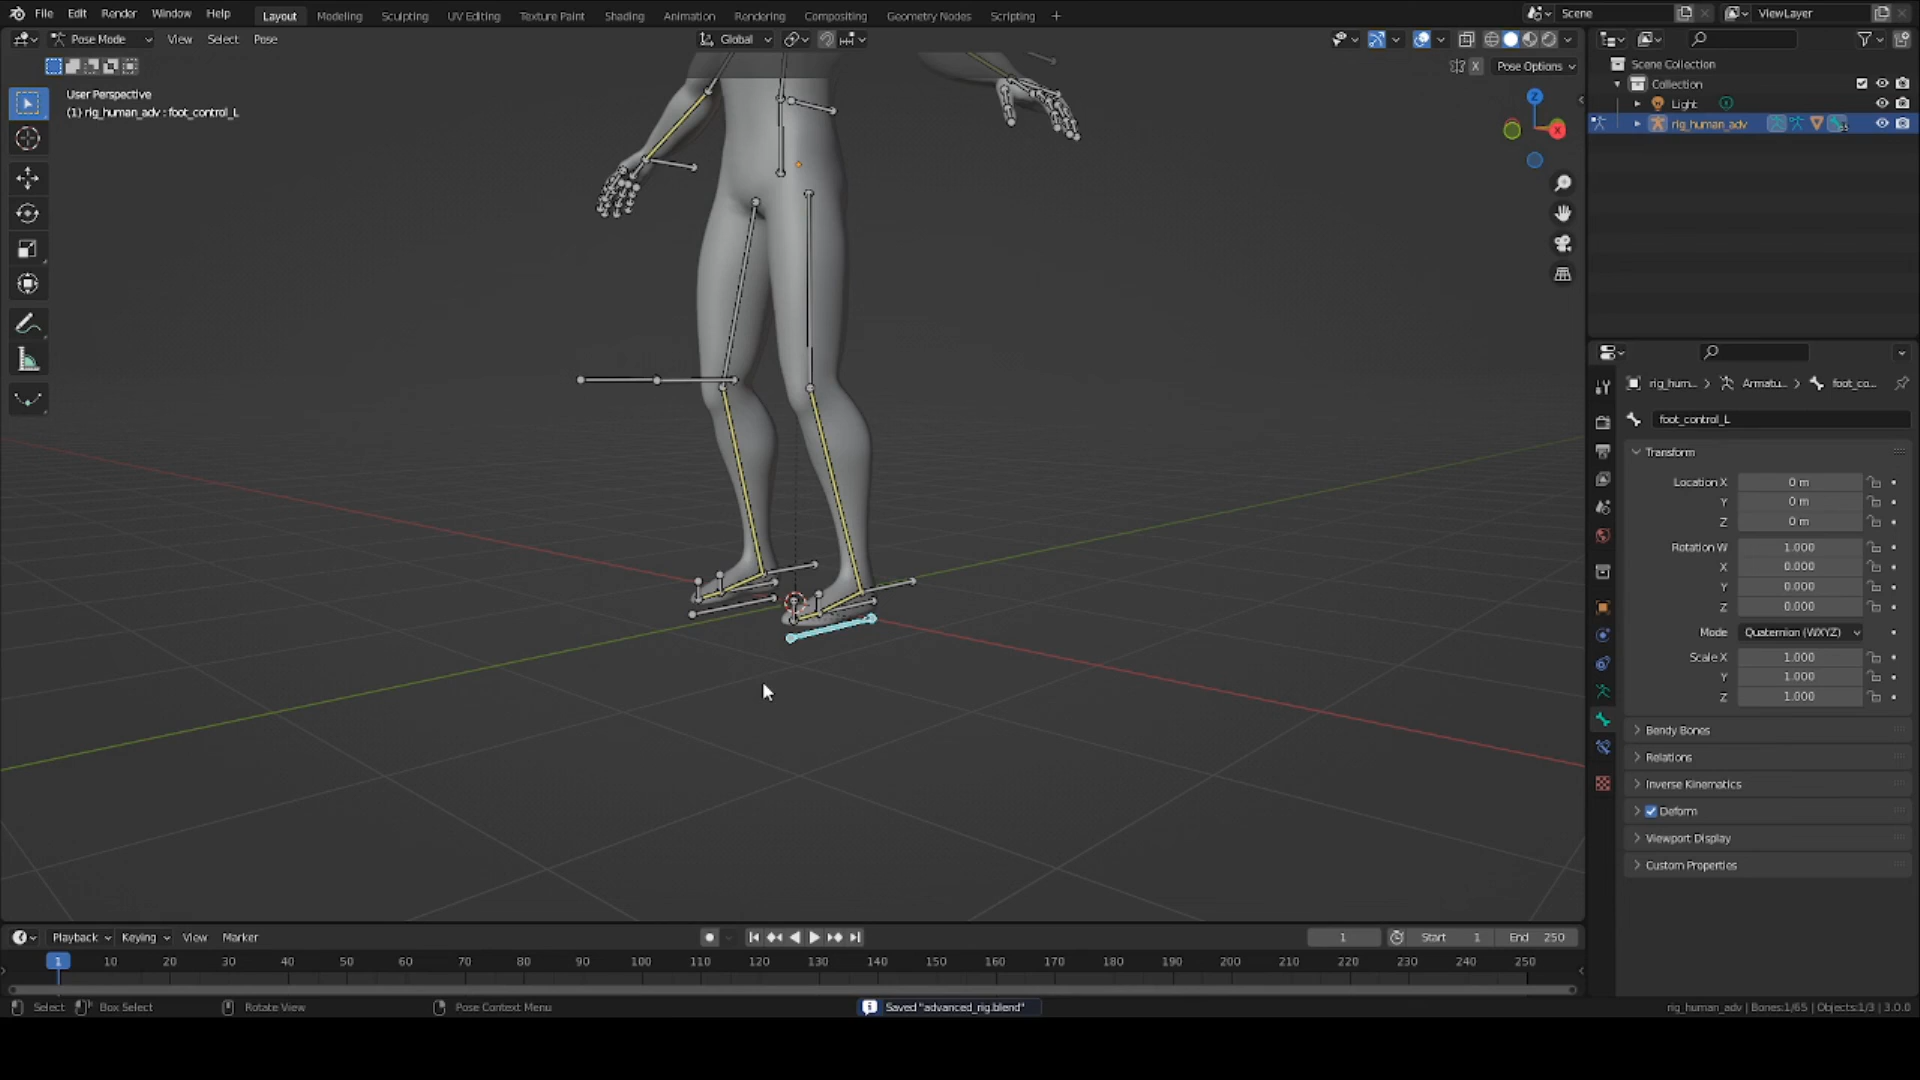 File Edit Render Window Help Layout Modeling Sculpting UV Editing Texture Paint Shading Animation Rendering Compositing Geometry Nodes Scripting + Scene ViewLayer
Pose Mode View Select Pose Global
X Pose Options
User Perspective
(1) rig_human_adv : foot_control_L
Z
X
Scene Collection
Collection
Light
rig_human_adv
rig_hum... > Armatu... > foot_co...
foot_control_L
Transform
Location X 0 m
Y 0 m
Z 0 m
Rotation W 1.000
X 0.000
Y 0.000
Z 0.000
Mode Quaternion (WXYZ)
Scale X 1.000
Y 1.000
Z 1.000
Bendy Bones
Relations
Inverse Kinematics
Deform
Viewport Display
Custom Properties
Playback Keying View Marker 1 Start 1 End 250
1 10 20 30 40 50 60 70 80 90 100 110 120 130 140 150 160 170 180 190 200 210 220 230 240 250
Select Box Select Rotate View Pose Context Menu Saved "advanced_rig.blend" rig_human_adv | Bones:1/65 | Objects:1/3 | 3.0.0